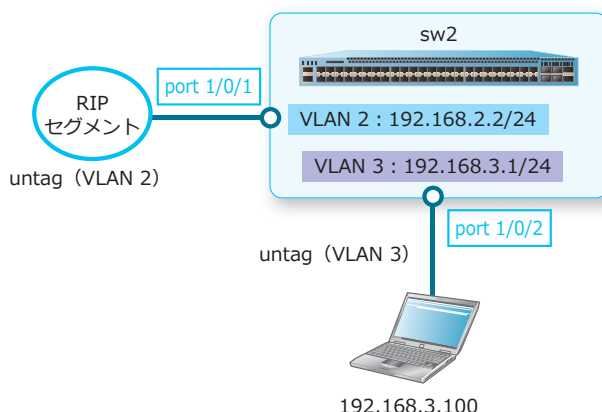 sw2
port 1/0/1
RIP
セグメント
VLAN 2：192.168.2.2/24
VLAN 3：192.168.3.1/24
untag（VLAN 2）
port 1/0/2
untag（VLAN 3）
192.168.3.100